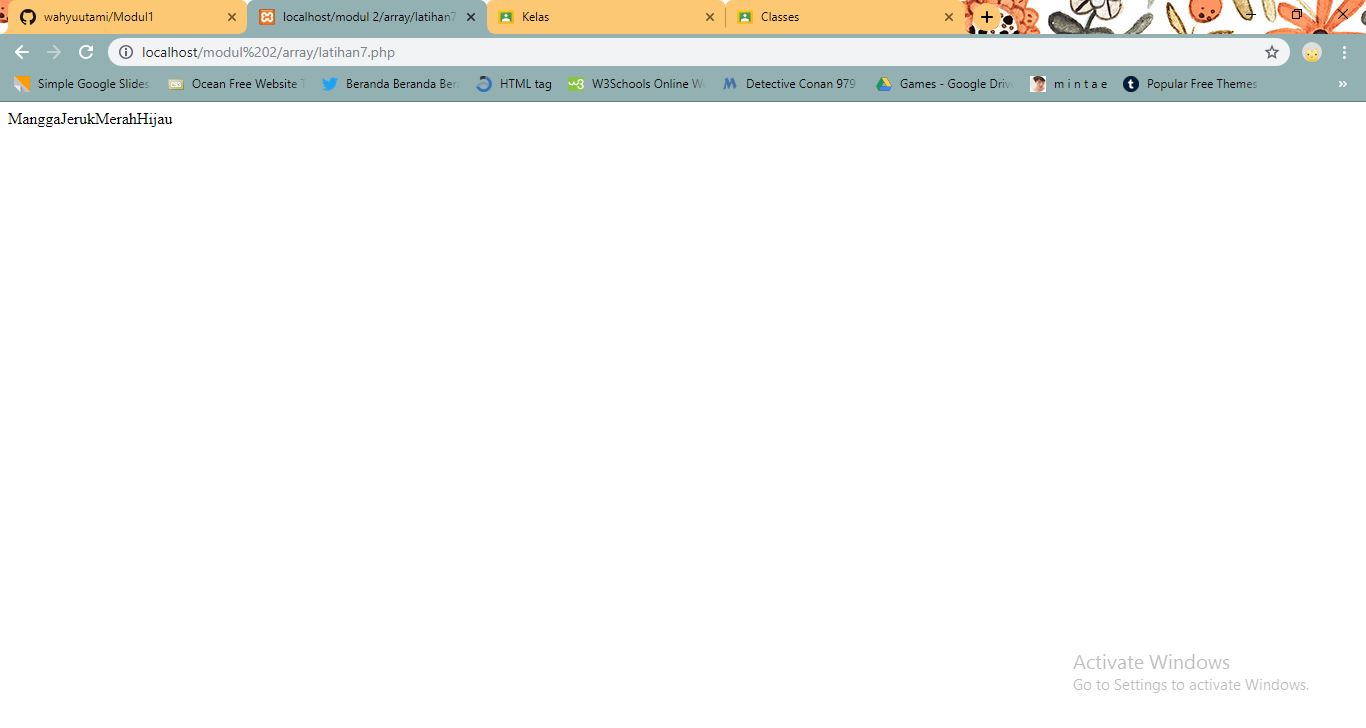 wahyuutami/Modul1
localhost/modul 2/array/latihan7
Kelas
Classes
localhost/modul%202/array/latihan7.php
Simple Google Slides
Ocean Free Website
Beranda Beranda Ber
HTML tag
W3Schools Online W
Detective Conan 979
Games - Google Driv
m i n t a e
Popular Free Themes
ManggaJerukMerahHijau
Activate Windows
Go to Settings to activate Windows.